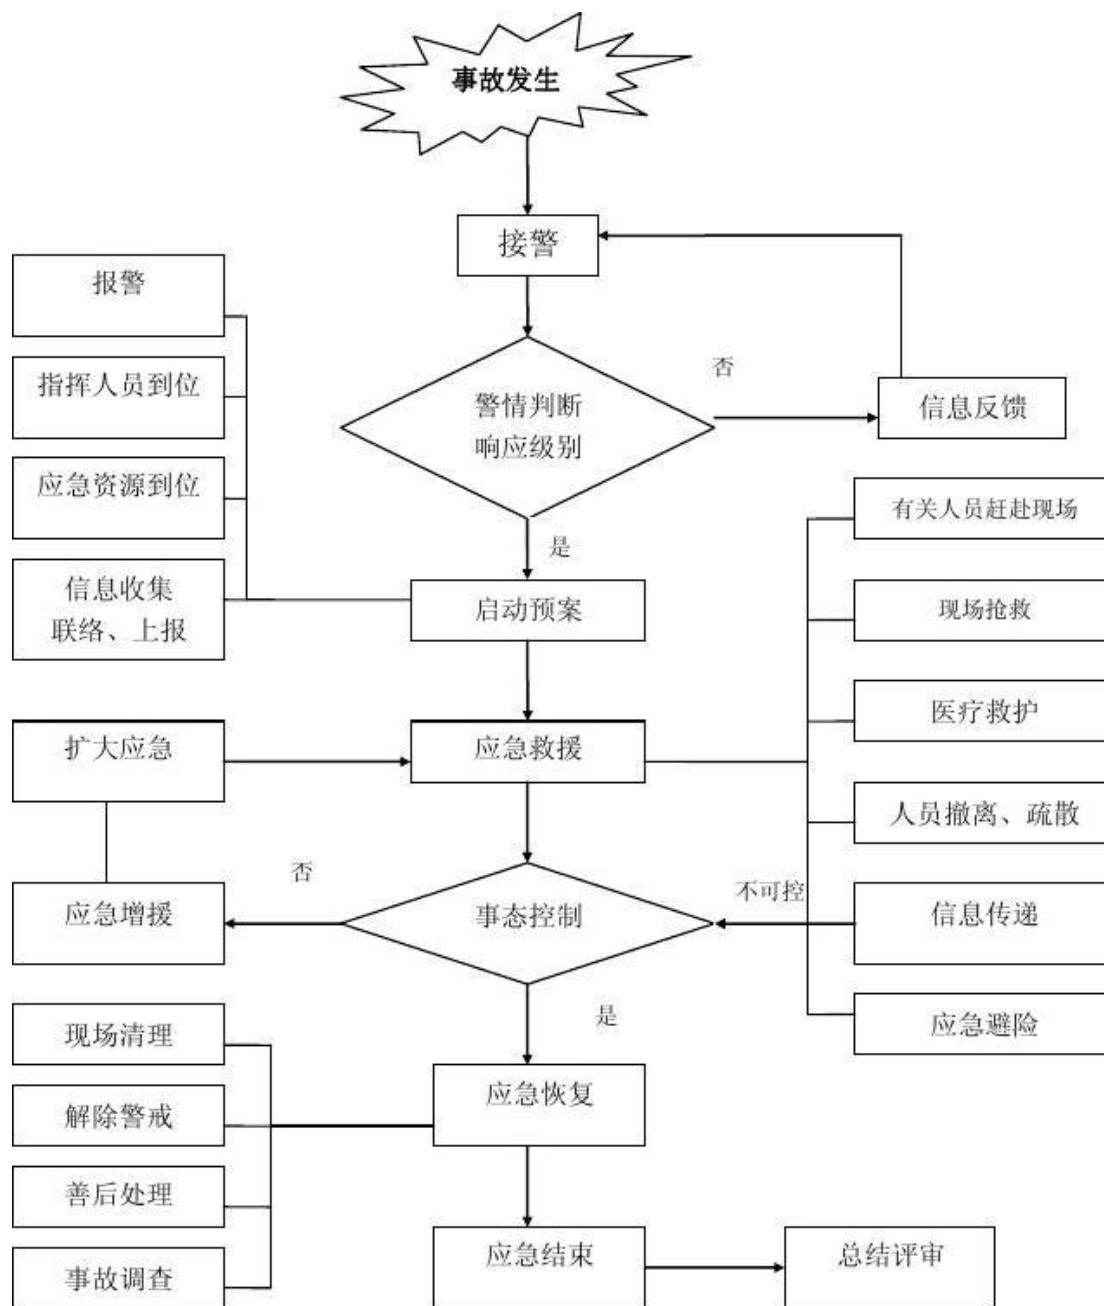 事故发生
接警
报警
否
指挥人员到位
警情判断
响应级别
信息反馈
应急资源到位
有关人员赶赴现场
是
信息收集
联络、上报
启动预案
现场抢救
扩大应急
应急救援
医疗救护
人员撤离、疏散
否
不可控
应急增援
事态控制
信息传递
现场清理
是
应急避险
解除警戒
应急恢复
善后处理
事故调查
应急结束
总结评审